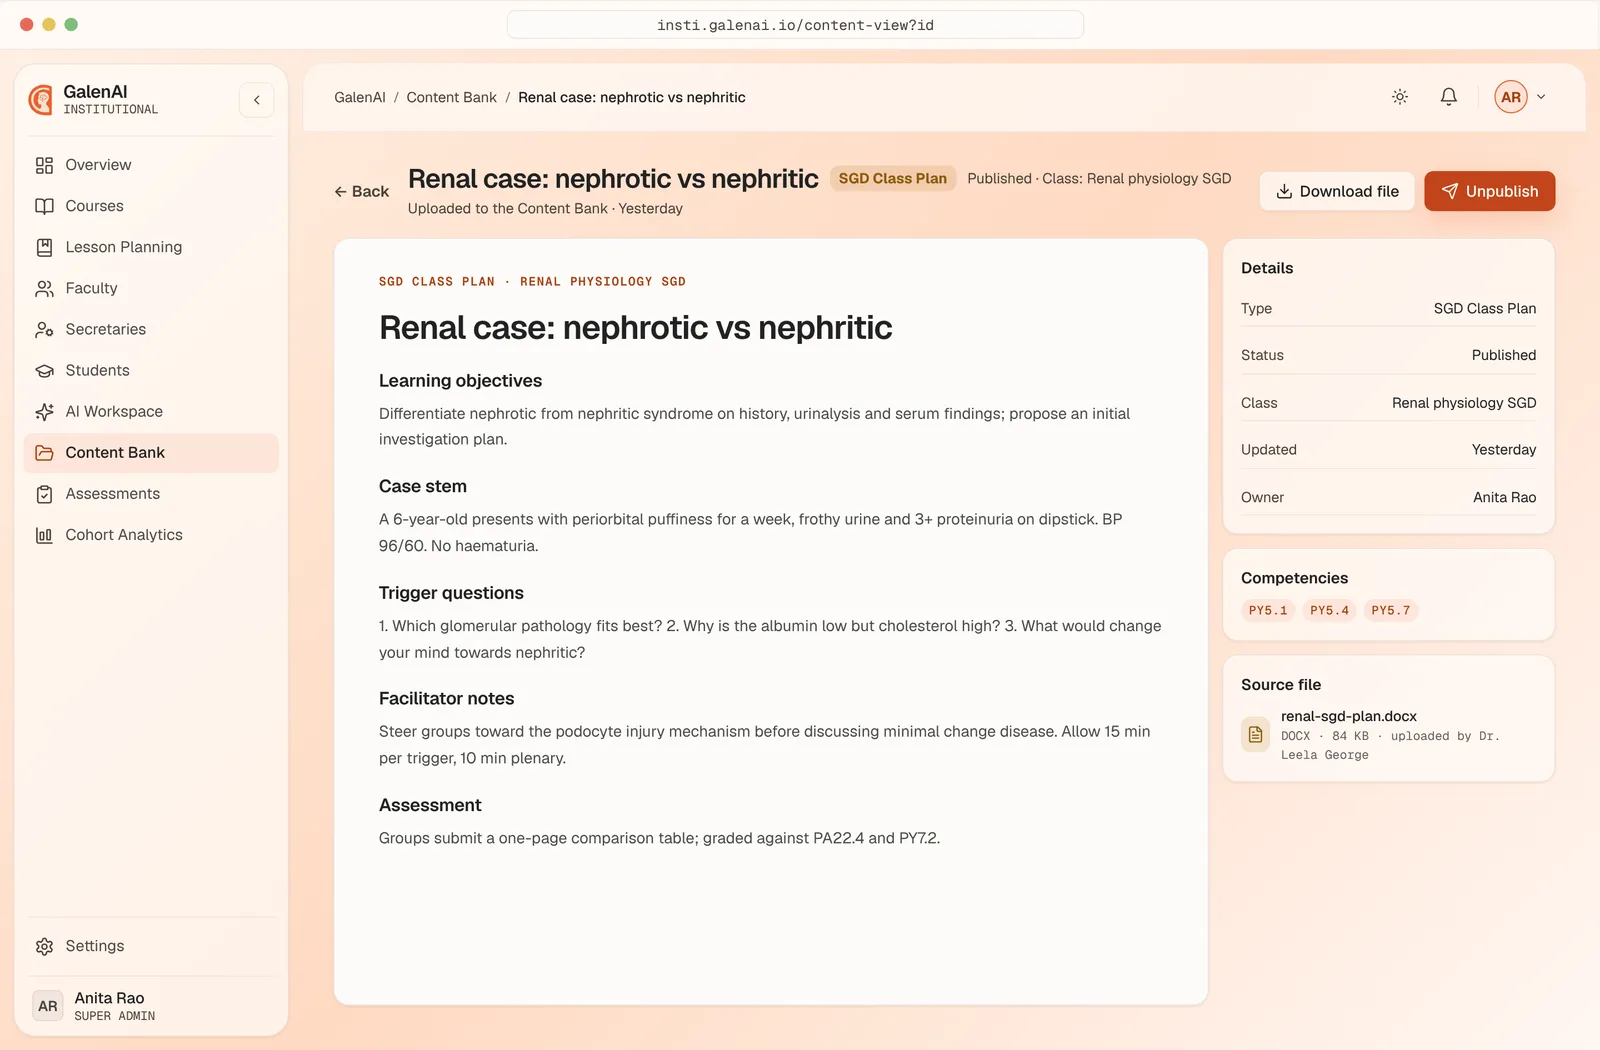 insti.galenai.io/content-view?id
GalenAI
INSTITUTIONAL
Overview
Courses
Lesson Planning
Faculty
Secretaries
Students
AI Workspace
Content Bank
Assessments
Cohort Analytics
Settings
AR
Anita Rao
SUPER ADMIN
GalenAI / Content Bank / Renal case: nephrotic vs nephritic
AR
Back
Renal case: nephrotic vs nephritic
SGD Class Plan
Published · Class: Renal physiology SGD
Uploaded to the Content Bank · Yesterday
Download file
Unpublish
SGD CLASS PLAN · RENAL PHYSIOLOGY SGD
Renal case: nephrotic vs nephritic
Learning objectives
Differentiate nephrotic from nephritic syndrome on history, urinalysis and serum findings; propose an initial
investigation plan.
Case stem
A 6-year-old presents with periorbital puffiness for a week, frothy urine and 3+ proteinuria on dipstick. BP
96/60. No haematuria.
Trigger questions
1. Which glomerular pathology fits best? 2. Why is the albumin low but cholesterol high? 3. What would change
your mind towards nephritic?
Facilitator notes
Steer groups toward the podocyte injury mechanism before discussing minimal change disease. Allow 15 min
per trigger, 10 min plenary.
Assessment
Groups submit a one-page comparison table; graded against PA22.4 and PY7.2.
Details
Type SGD Class Plan
Status Published
Class Renal physiology SGD
Updated Yesterday
Owner Anita Rao
Competencies
PY5.1 PY5.4 PY5.7
Source file
renal-sgd-plan.docx
DOCX · 84 KB · uploaded by Dr.
Leela George